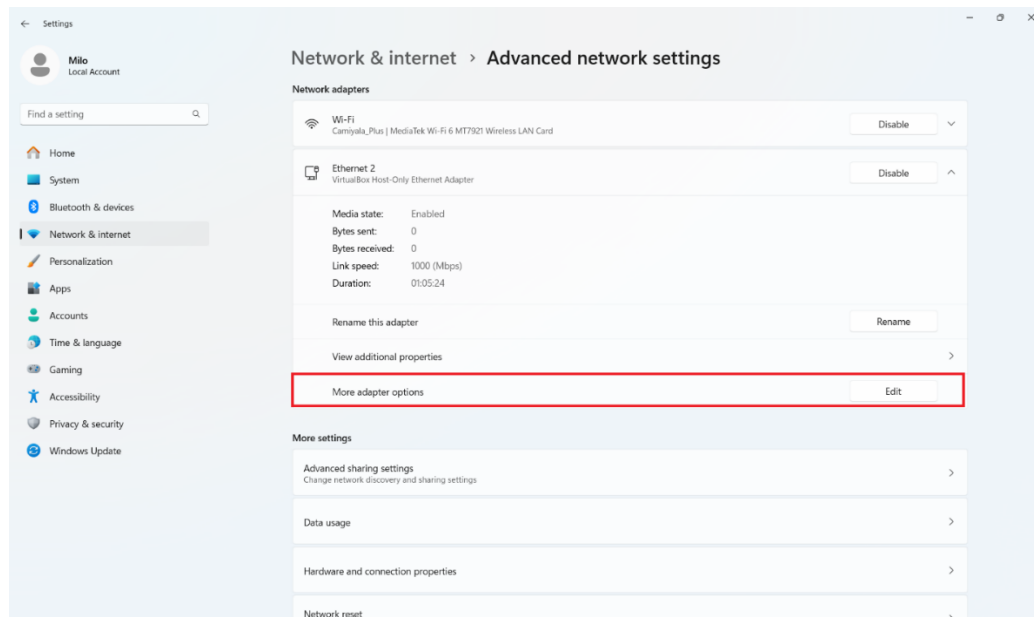 Settings
Milo
Local Account
Find a setting
Home
System
Bluetooth & devices
Network & internet
Personalization
Apps
Accounts
Time & language
Gaming
Accessibility
Privacy & security
Windows Update
Network & internet > Advanced network settings
Network adapters
Wi-Fi
Camiyala_Plus | MediaTek Wi-Fi 6 MT7921 Wireless LAN Card
Disable
Ethernet 2
VirtualBox Host-Only Ethernet Adapter
Disable
Media state: Enabled
Bytes sent: 0
Bytes received: 0
Link speed: 1000 (Mbps)
Duration: 01:05:24
Rename this adapter Rename
View additional properties
More adapter options Edit
More settings
Advanced sharing settings
Change network discovery and sharing settings
Data usage
Hardware and connection properties
Network reset